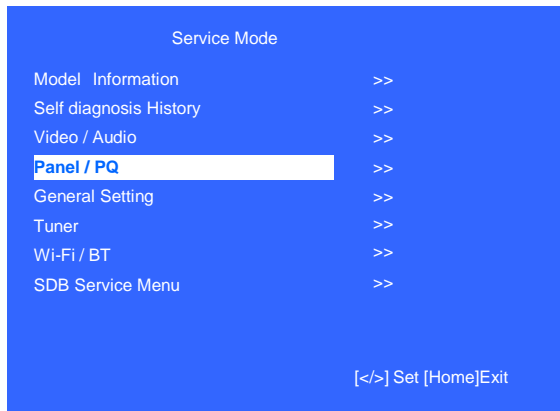 Service Mode
Model Information >>
Self diagnosis History >>
Video / Audio >>
Panel / PQ >>
General Setting >>
Tuner >>
Wi-Fi / BT >>
SDB Service Menu >>
[</>] Set [Home]Exit